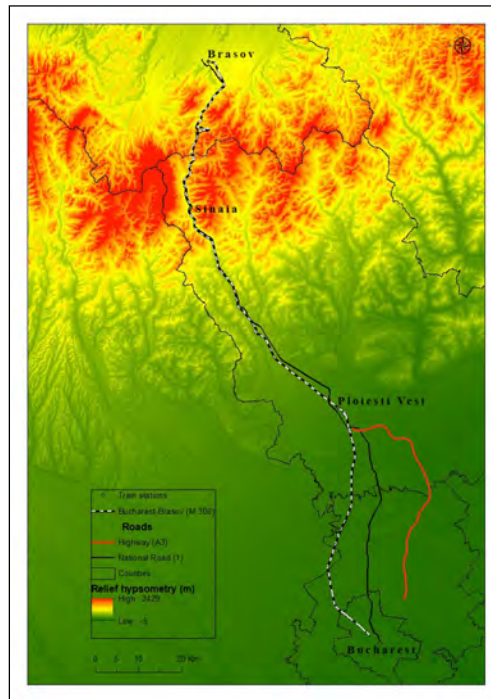 Brasov
Sinaia
Ploiesti Vest
Train stations
Bucharest-Brasov (M 300)
Roads
Highway (A3)
National Road (1)
Counties
Relief hypsometry (m)
High 2429
Low -5
Bucharest
0 5 10 20 Km